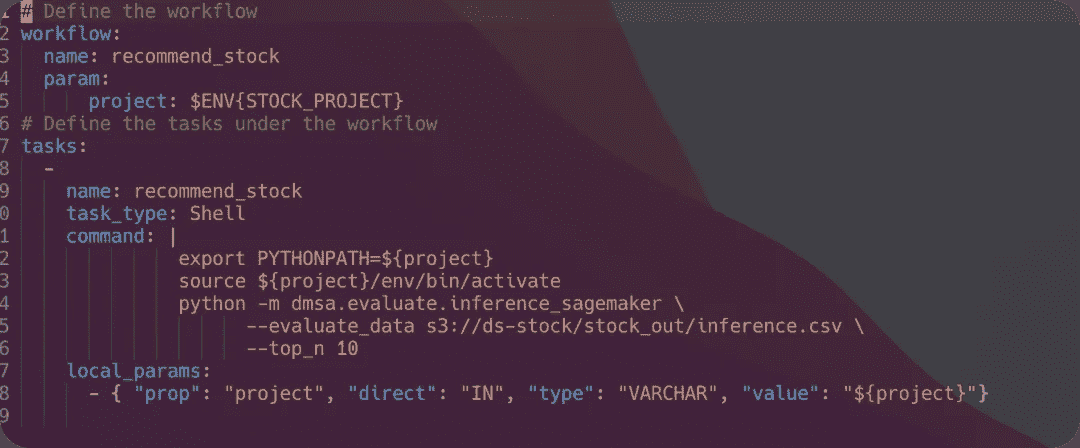 1 # Define the workflow
2 workflow:
3   name: recommend_stock
4   param:
5       project: $ENV{STOCK_PROJECT}
6 # Define the tasks under the workflow
7 tasks:
8   -
9     name: recommend_stock
0     task_type: Shell
1     command: |
2               export PYTHONPATH=${project}
3               source ${project}/env/bin/activate
4               python -m dmsa.evaluate.inference_sagemaker \
5                     --evaluate_data s3://ds-stock/stock_out/inference.csv \
6                     --top_n 10
7     local_params:
8       - { "prop": "project", "direct": "IN", "type": "VARCHAR", "value": "${project}"}
9